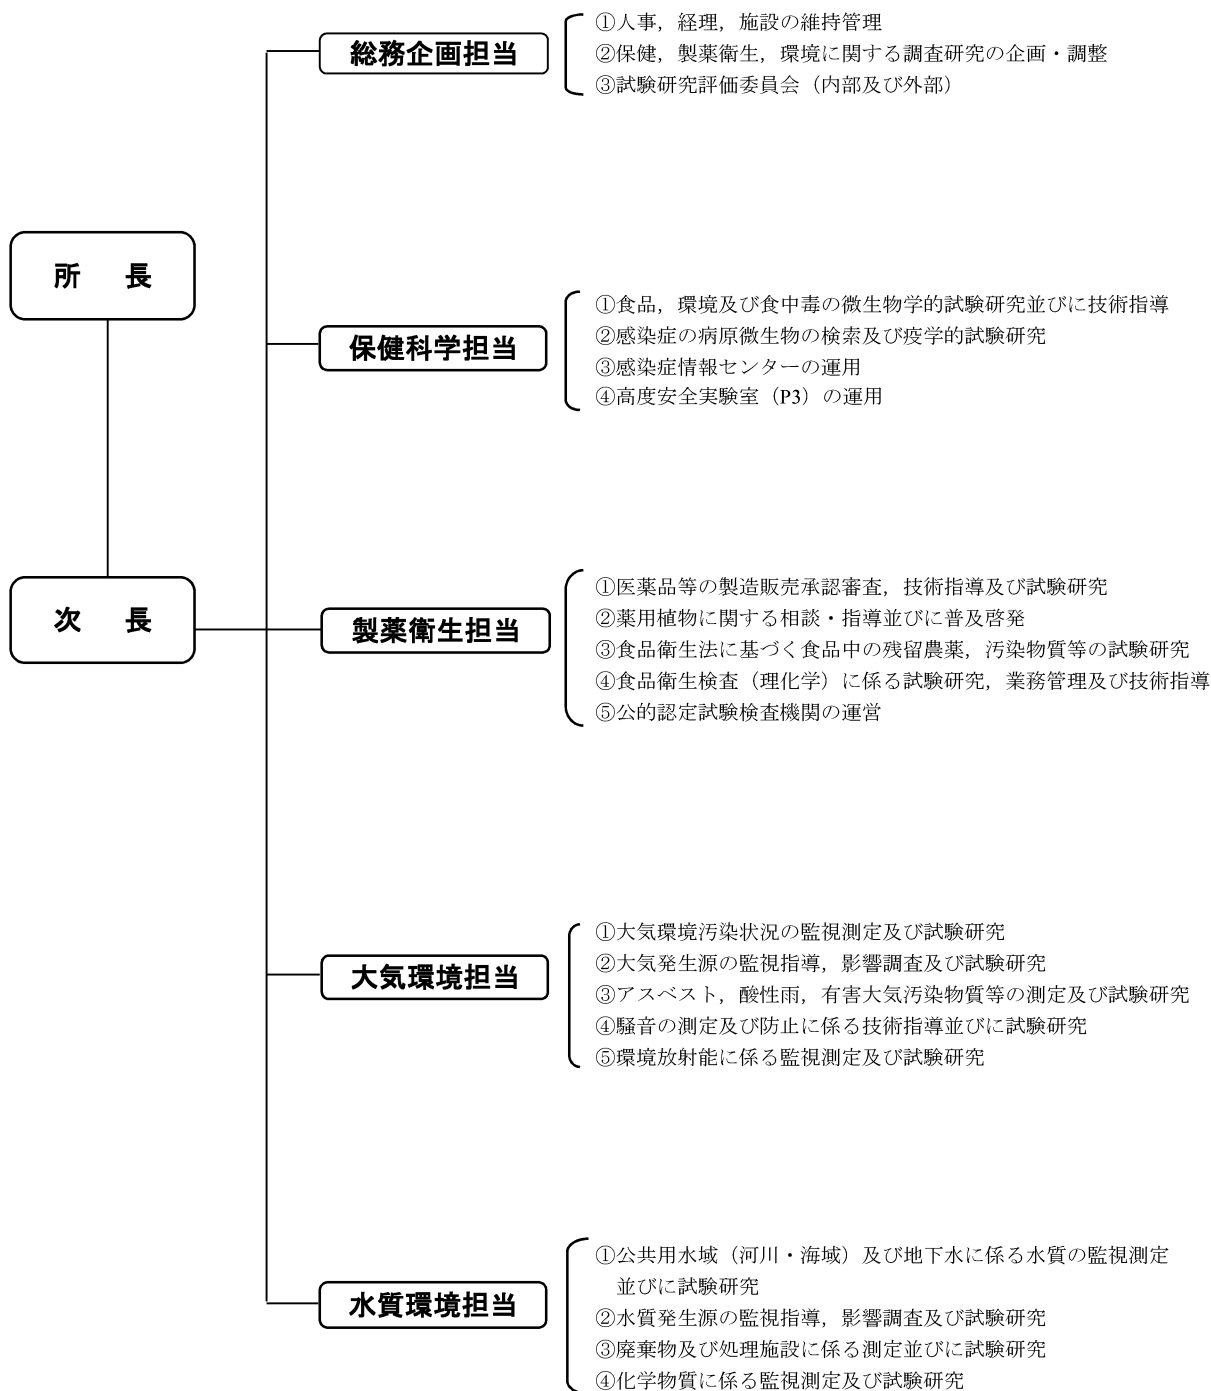 所　長
次　長
総務企画担当
①人事，経理，施設の維持管理
②保健，製薬衛生，環境に関する調査研究の企画・調整
③試験研究評価委員会（内部及び外部）
保健科学担当
①食品，環境及び食中毒の微生物学的試験研究並びに技術指導
②感染症の病原微生物の検索及び疫学的試験研究
③感染症情報センターの運用
④高度安全実験室（P3）の運用
製薬衛生担当
①医薬品等の製造販売承認審査，技術指導及び試験研究
②薬用植物に関する相談・指導並びに普及啓発
③食品衛生法に基づく食品中の残留農薬，汚染物質等の試験研究
④食品衛生検査（理化学）に係る試験研究，業務管理及び技術指導
⑤公的認定試験検査機関の運営
大気環境担当
①大気環境汚染状況の監視測定及び試験研究
②大気発生源の監視指導，影響調査及び試験研究
③アスベスト，酸性雨，有害大気汚染物質等の測定及び試験研究
④騒音の測定及び防止に係る技術指導並びに試験研究
⑤環境放射能に係る監視測定及び試験研究
水質環境担当
①公共用水域（河川・海域）及び地下水に係る水質の監視測定
並びに試験研究
②水質発生源の監視指導，影響調査及び試験研究
③廃棄物及び処理施設に係る測定並びに試験研究
④化学物質に係る監視測定及び試験研究